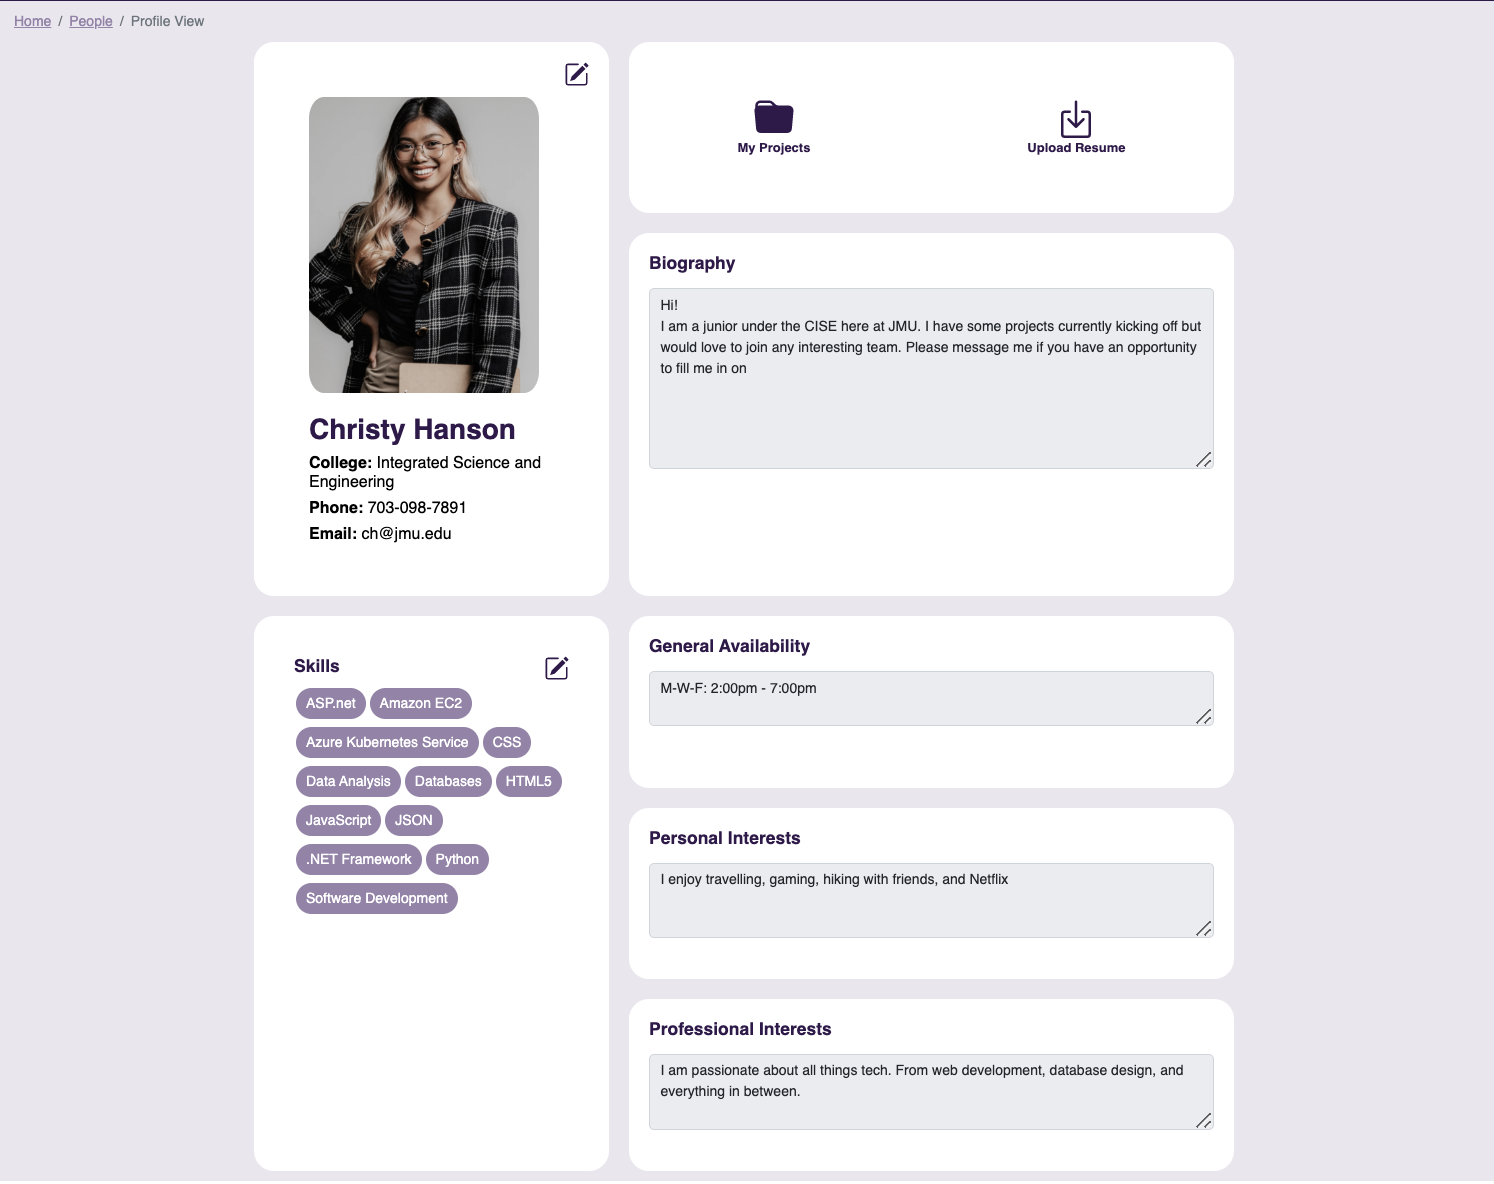 Home / People / Profile View
Christy Hanson
College: Integrated Science and
Engineering
Phone: 703-098-7891
Email: ch@jmu.edu
My Projects
Upload Resume
Biography
Hi!
I am a junior under the CISE here at JMU. I have some projects currently kicking off but
would love to join any interesting team. Please message me if you have an opportunity
to fill me in on
Skills
ASP.net Amazon EC2
Azure Kubernetes Service CSS
Data Analysis Databases HTML5
JavaScript JSON
.NET Framework Python
Software Development
General Availability
M-W-F: 2:00pm - 7:00pm
Personal Interests
I enjoy travelling, gaming, hiking with friends, and Netflix
Professional Interests
I am passionate about all things tech. From web development, database design, and
everything in between.